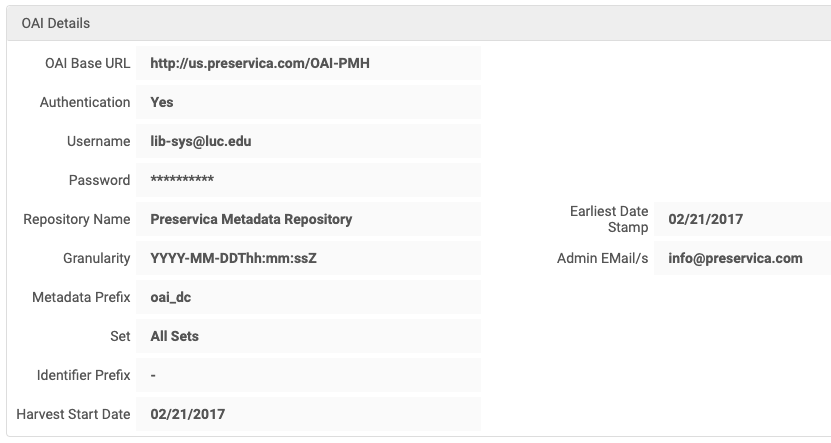 OAI Details
OAI Base URL http://us.preservica.com/OAI-PMH
Authentication Yes
Username lib-sys@luc.edu
Password **********
Repository Name Preservica Metadata Repository Earliest Date Stamp 02/21/2017
Granularity YYYY-MM-DDThh:mm:ssZ Admin EMail/s info@preservica.com
Metadata Prefix oai_dc
Set All Sets
Identifier Prefix -
Harvest Start Date 02/21/2017